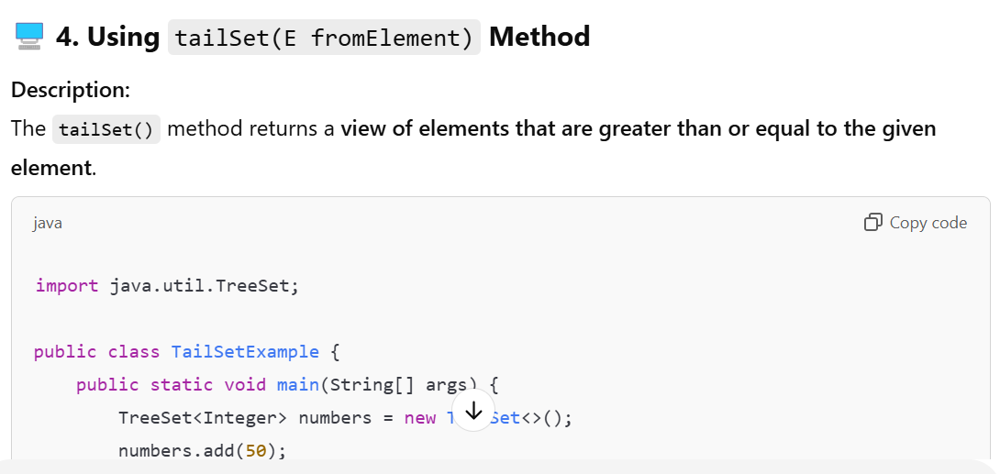 4. Using tailSet(E fromElement) Method
Description:
The tailSet() method returns a view of elements that are greater than or equal to the given
element.
java
Copy code
import java.util.TreeSet;
public class TailSetExample {
public static void main(String[] args) {
TreeSet<Integer> numbers = new Set<>();
numbers.add(50);